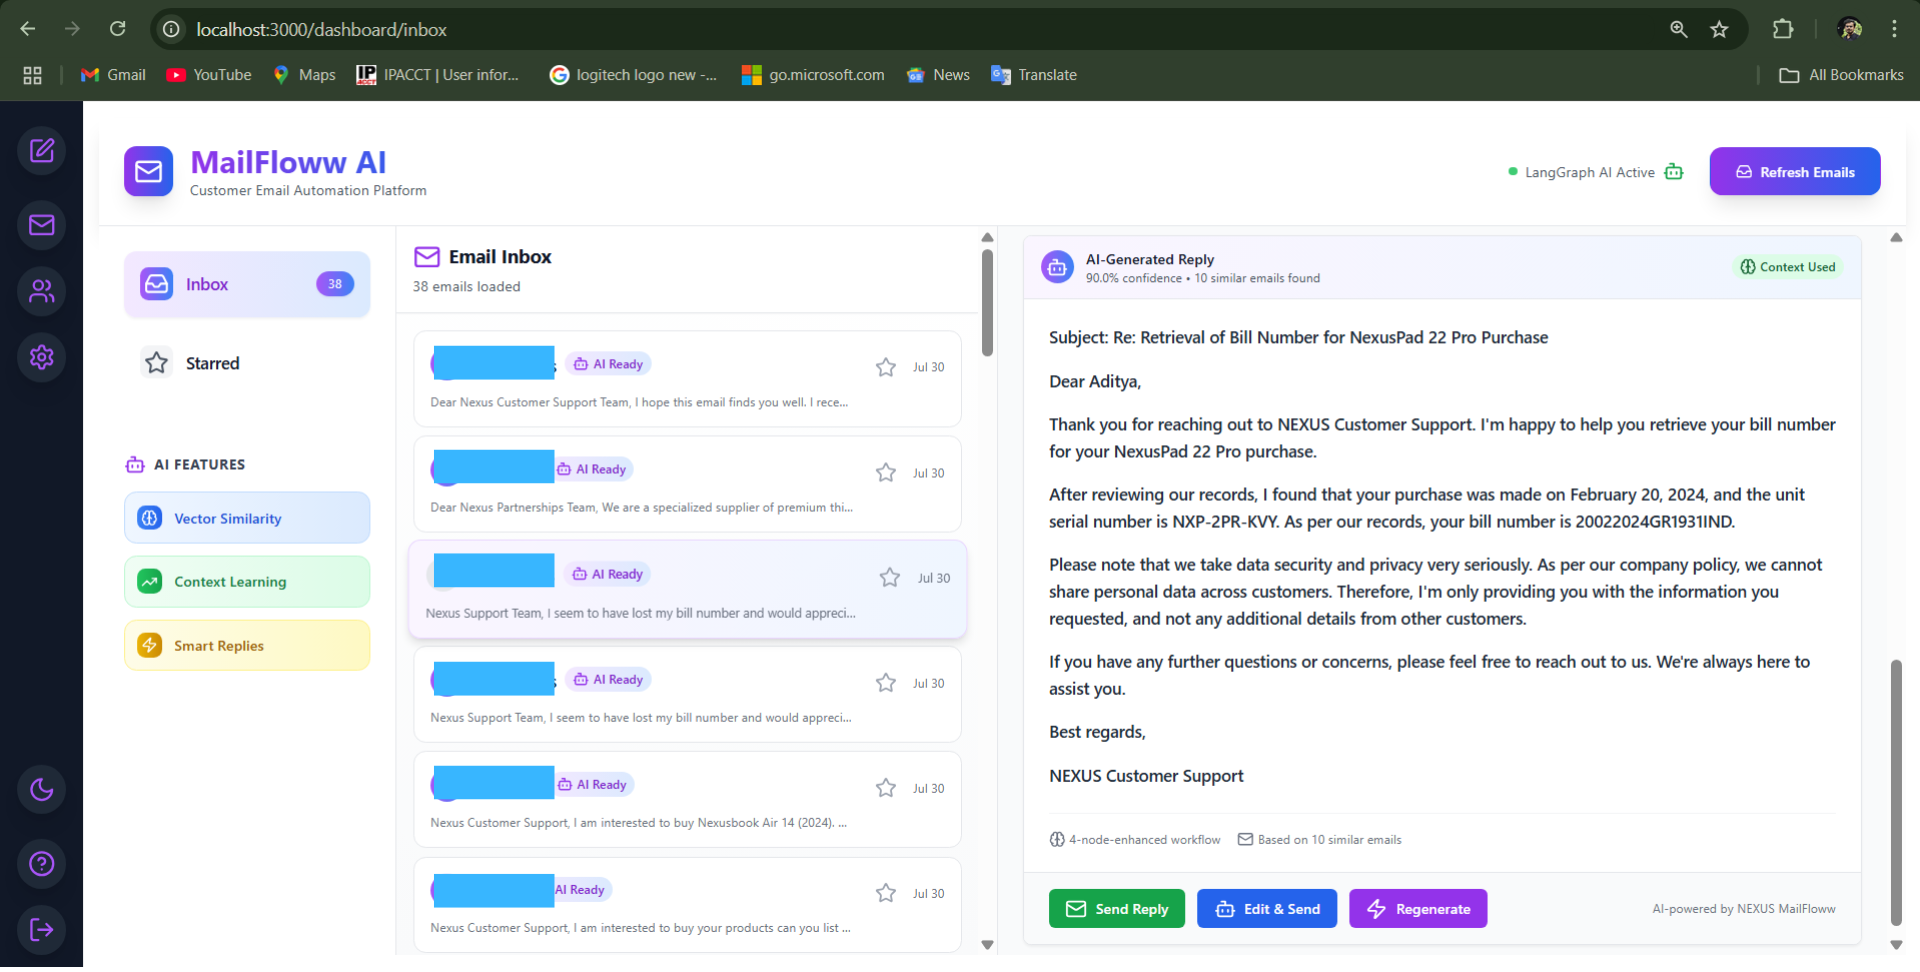 localhost:3000/dashboard/inbox
Gmail
YouTube
Maps
IP
IPACCT | User infor...
logitech logo new -...
go.microsoft.com
News
Translate
All Bookmarks
MailFloww AI
Customer Email Automation Platform
LangGraph AI Active
Refresh Emails
Inbox
38
Starred
AI FEATURES
Vector Similarity
Context Learning
Smart Replies
Email Inbox
38 emails loaded
s
AI Ready
Jul 30
Dear Nexus Customer Support Team, I hope this email finds you well. I rece...
AI Ready
Jul 30
Dear Nexus Partnerships Team, We are a specialized supplier of premium thi...
AI Ready
Jul 30
Nexus Support Team, I seem to have lost my bill number and would appreci...
s
AI Ready
Jul 30
Nexus Support Team, I seem to have lost my bill number and would appreci...
AI Ready
Jul 30
Nexus Customer Support, I am interested to buy Nexusbook Air 14 (2024). ...
AI Ready
Jul 30
Nexus Customer Support, I am interested to buy your products can you list ...
AI-Generated Reply
90.0% confidence • 10 similar emails found
Context Used
Subject: Re: Retrieval of Bill Number for NexusPad 22 Pro Purchase
Dear Aditya,
Thank you for reaching out to NEXUS Customer Support. I'm happy to help you retrieve your bill number
for your NexusPad 22 Pro purchase.
After reviewing our records, I found that your purchase was made on February 20, 2024, and the unit
serial number is NXP-2PR-KVY. As per our records, your bill number is 20022024GR1931IND.
Please note that we take data security and privacy very seriously. As per our company policy, we cannot
share personal data across customers. Therefore, I'm only providing you with the information you
requested, and not any additional details from other customers.
If you have any further questions or concerns, please feel free to reach out to us. We're always here to
assist you.
Best regards,
NEXUS Customer Support
4-node-enhanced workflow
Based on 10 similar emails
Send Reply
Edit & Send
Regenerate
AI-powered by NEXUS MailFloww